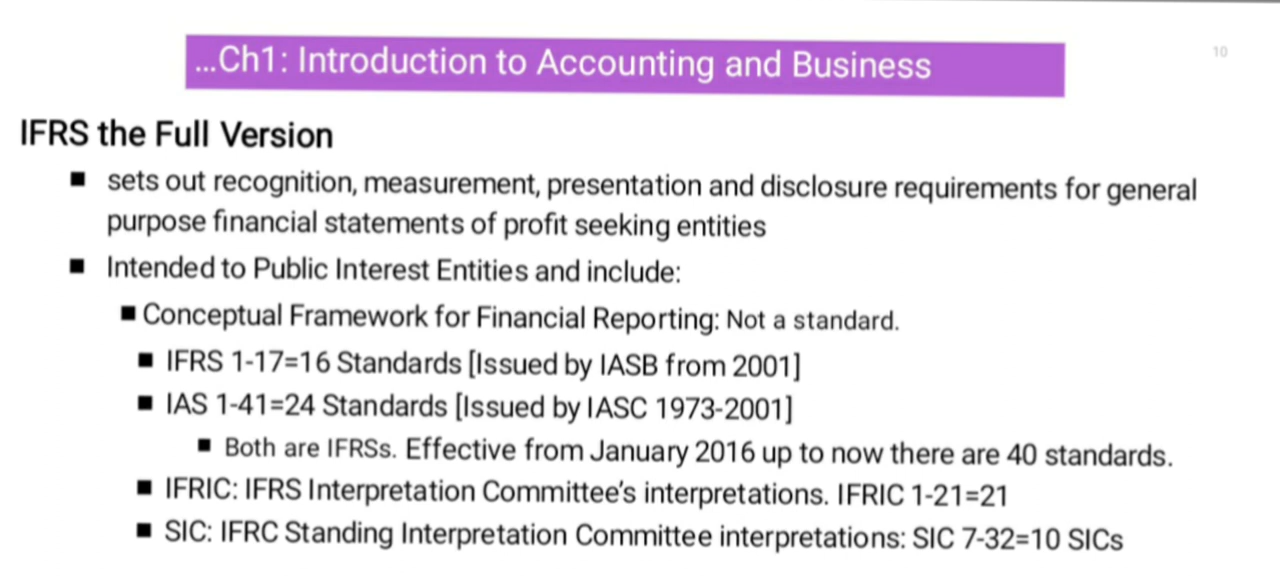 ...Ch1: Introduction to Accounting and Business
10
IFRS the Full Version
■ sets out recognition, measurement, presentation and disclosure requirements for general
purpose financial statements of profit seeking entities
■ Intended to Public Interest Entities and include:
■ Conceptual Framework for Financial Reporting: Not a standard.
■ IFRS 1-17=16 Standards [Issued by IASB from 2001]
■ IAS 1-41=24 Standards [Issued by IASC 1973-2001]
■ Both are IFRSs. Effective from January 2016 up to now there are 40 standards.
■ IFRIC: IFRS Interpretation Committee's interpretations. IFRIC 1-21=21
■ SIC: IFRC Standing Interpretation Committee interpretations: SIC 7-32=10 SICs